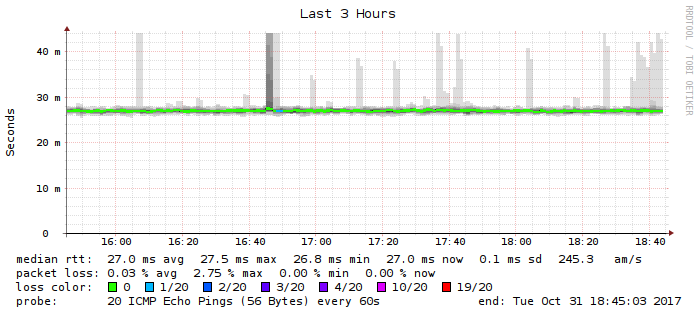 Last 3 Hours
RRDTOOL / TOBI OETIKER
Seconds
40 m
30 m
20 m
10 m
0
16:00 16:20 16:40 17:00 17:20 17:40 18:00 18:20 18:40
median rtt: 27.0 ms avg 27.5 ms max 26.8 ms min 27.0 ms now 0.1 ms sd 245.3 am/s
packet loss: 0.03 % avg 2.75 % max 0.00 % min 0.00 % now
loss color: 0 1/20 2/20 3/20 4/20 10/20 19/20
probe: 20 ICMP Echo Pings (56 Bytes) every 60s end: Tue Oct 31 18:45:03 2017